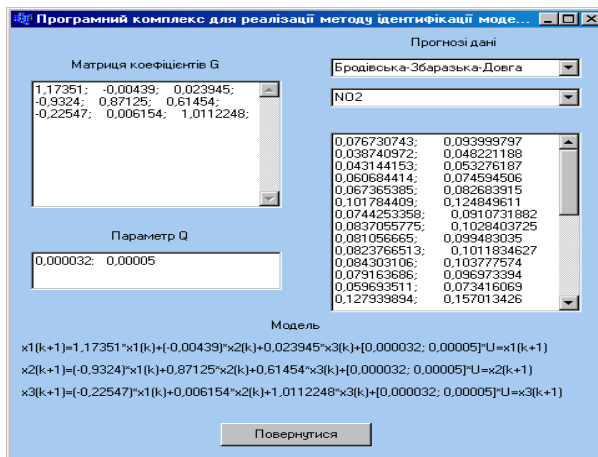 Програмний комплекс для реалізації методу ідентифікації моде...
Прогнозі дані
Матриця коефіцієнтів G
Бродівська-Збаразька-Довга
NO2
1,17351; -0,00439; 0,023945;
-0,9324; 0,87125; 0,61454;
-0,22547; 0,006154; 1,0112248;
0,076730743; 0,093999797
0,038740972; 0,048221188
0,043144153; 0,053276187
0,060684414; 0,074594506
0,067365385; 0,082683915
0,101784409; 0,124849611
0,0744253358; 0,0910731882
0,0837055775; 0,1028403725
0,081056665; 0,099483035
0,0823766513; 0,1011834627
0,084303106; 0,103777574
0,079163686; 0,096973394
0,059693511; 0,073416069
0,127939894; 0,157013426
Параметр Q
0,000032: 0,00005
Модель
x1(k+1)=1,17351*x1(k)+(-0,00439)*x2(k)+0,023945*x3(k)+[0,000032; 0,00005]*U=x1(k+1)
x2(k+1)=(-0,9324)*x1(k)+0,87125*x2(k)+0,61454*x3(k)+[0,000032; 0,00005]*U=x2(k+1)
x3(k+1)=(-0,22547)*x1(k)+0,006154*x2(k)+1,0112248*x3(k)+[0,000032; 0,00005]*U=x3(k+1)
Повернутися